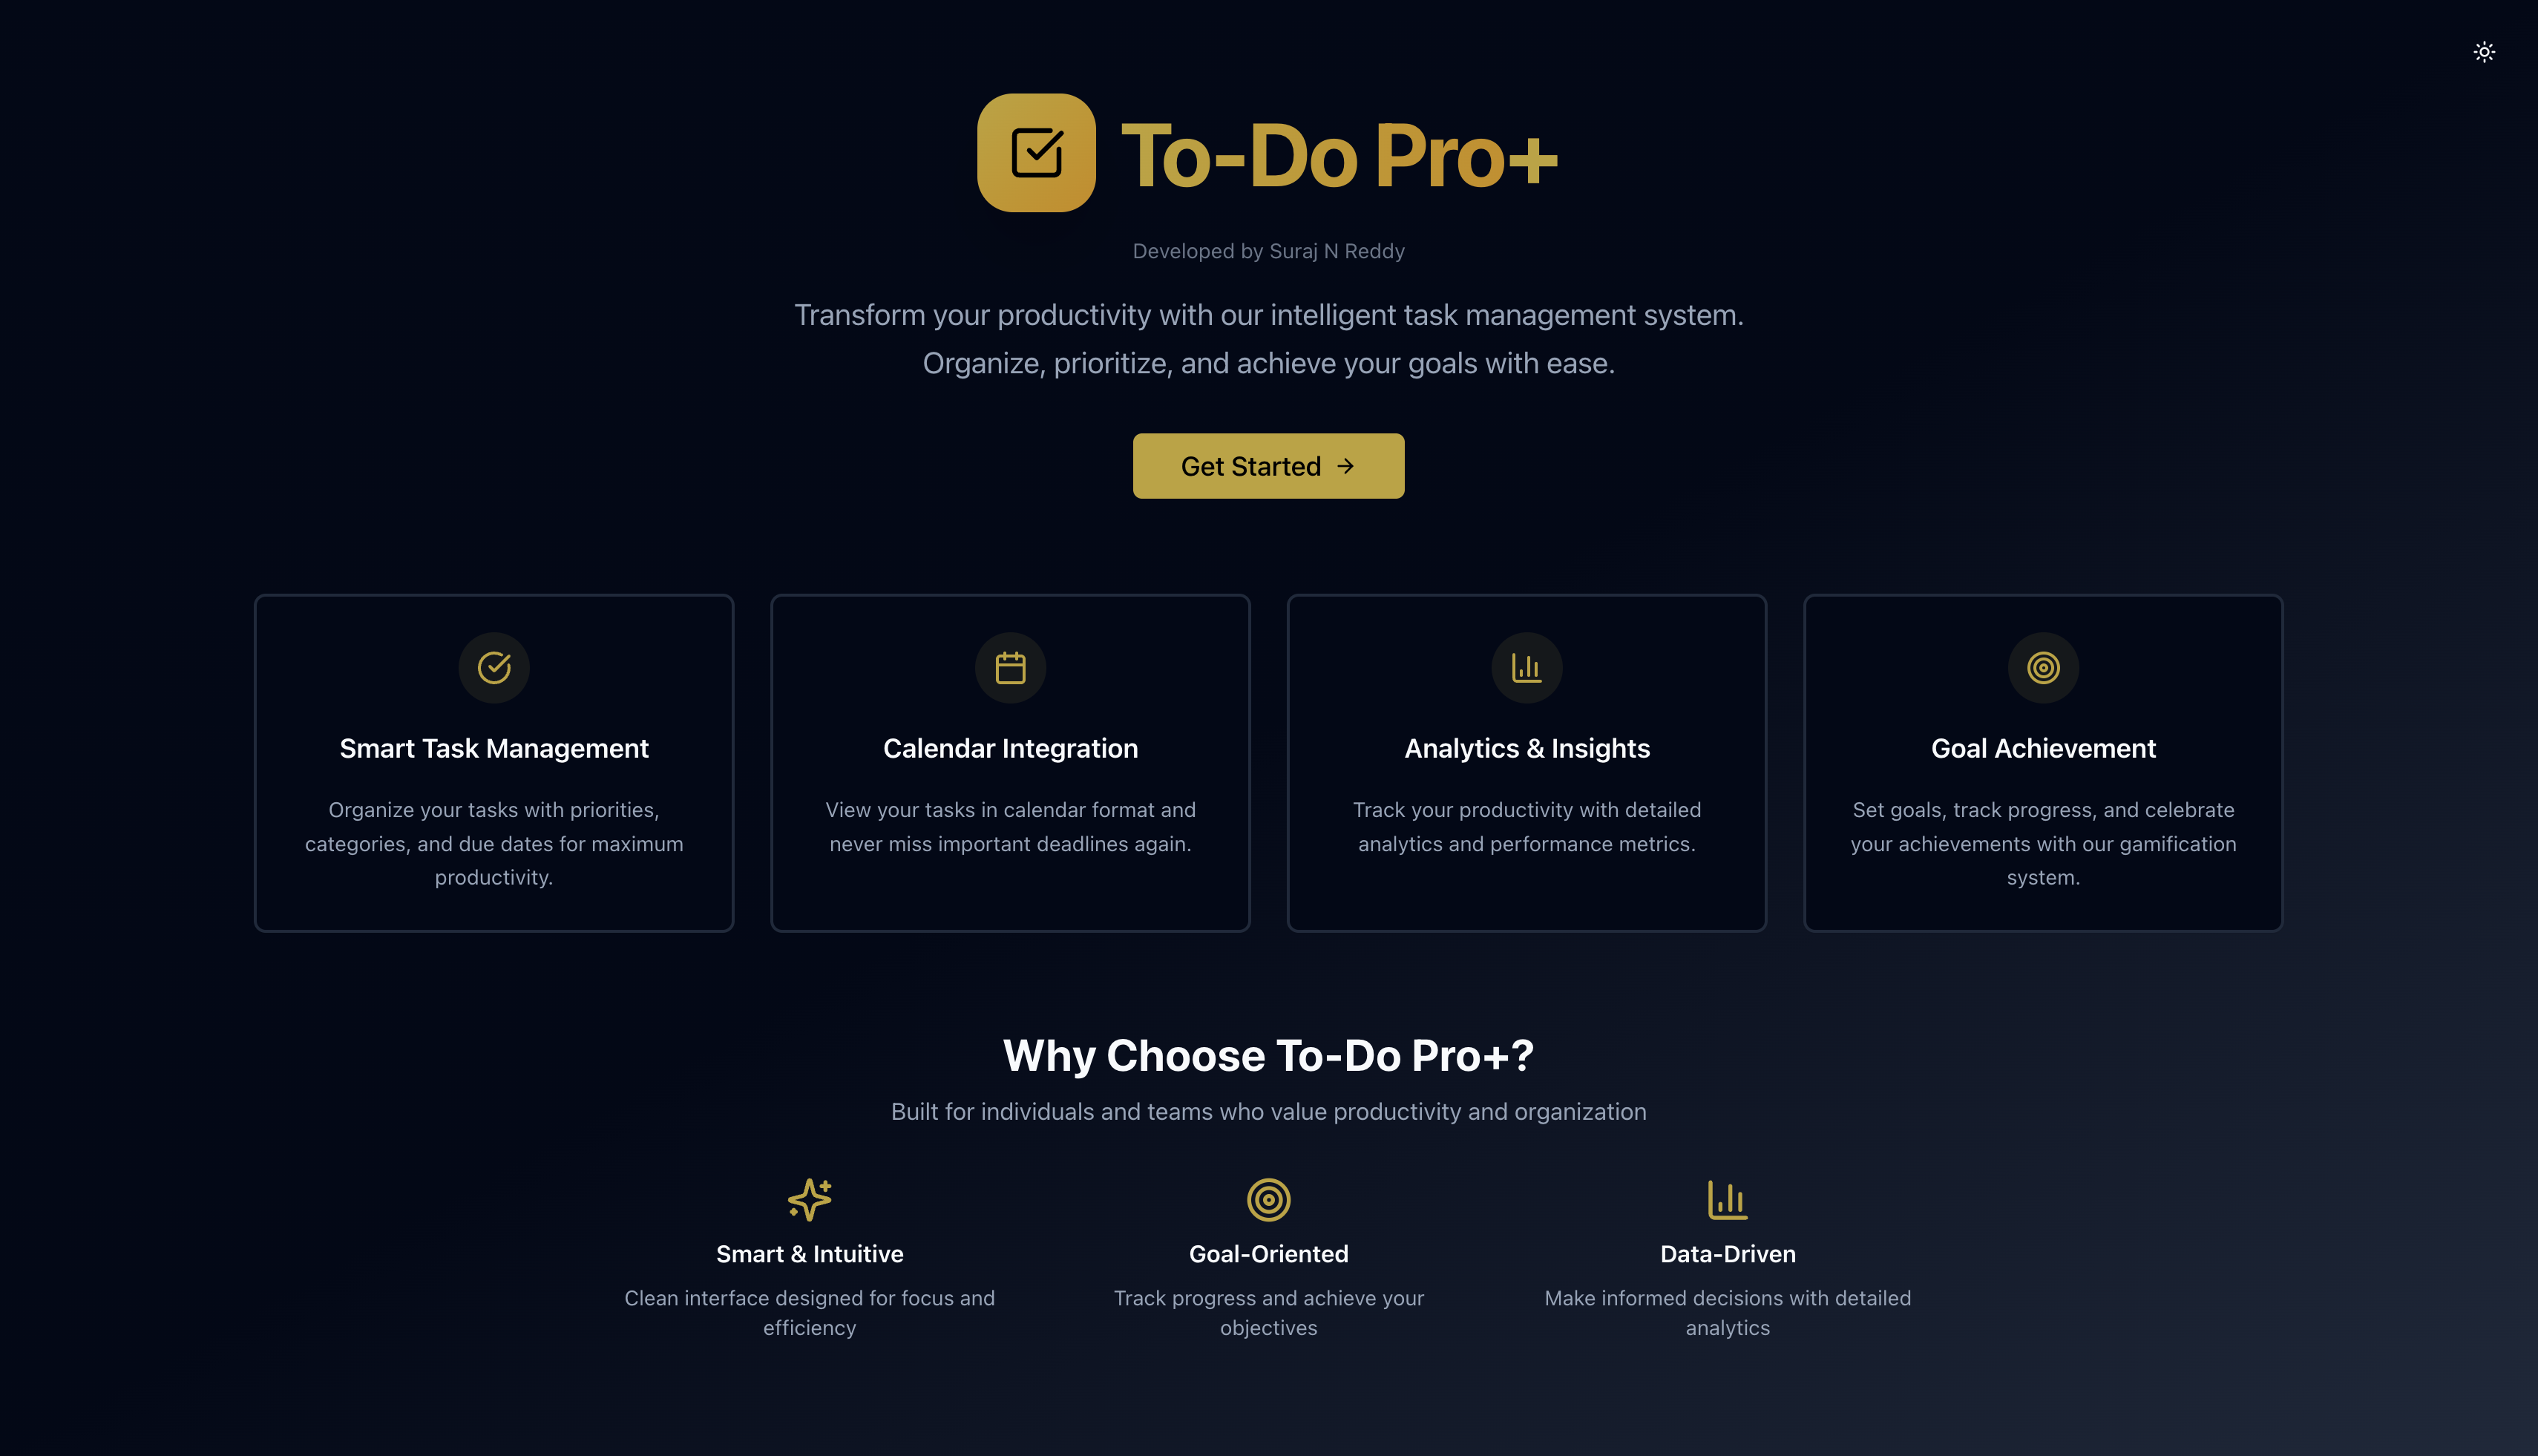 To-Do Pro+
Developed by Suraj N Reddy
Transform your productivity with our intelligent task management system.
Organize, prioritize, and achieve your goals with ease.
Get Started
Smart Task Management
Organize your tasks with priorities,
categories, and due dates for maximum
productivity.
Calendar Integration
View your tasks in calendar format and
never miss important deadlines again.
Analytics & Insights
Track your productivity with detailed
analytics and performance metrics.
Goal Achievement
Set goals, track progress, and celebrate
your achievements with our gamification
system.
Why Choose To-Do Pro+?
Built for individuals and teams who value productivity and organization
Smart & Intuitive
Clean interface designed for focus and
efficiency
Goal-Oriented
Track progress and achieve your
objectives
Data-Driven
Make informed decisions with detailed
analytics